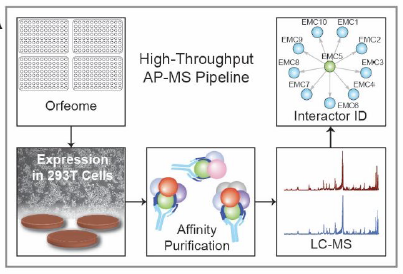 A
High-Throughput
AP-MS Pipeline
Orfeome
EMC10
EMC1
EMC9
EMC2
EMC5
EMC8
EMC3
EMC7
EMC4
EMC6
Interactor ID
Expression
in 293T Cells
Affinity
Purification
LC-MS